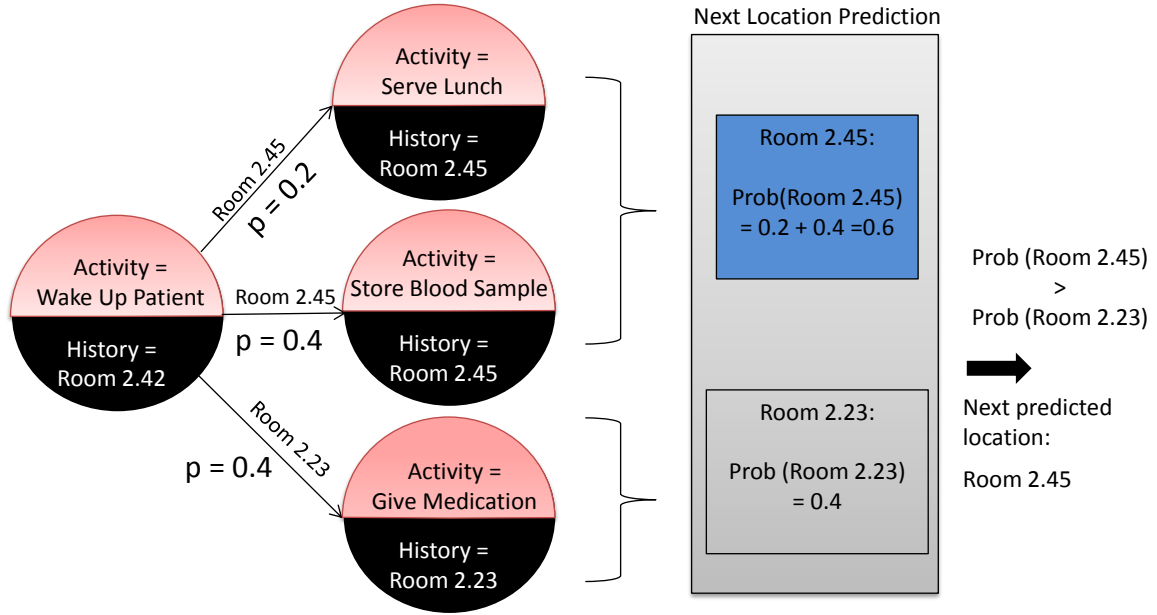 Activity =
Wake Up Patient
History =
Room 2.42
Room 2.45
p = 0.2
Room 2.45
p = 0.4
Room 2.23
p = 0.4
Activity =
Serve Lunch
History =
Room 2.45
Activity =
Store Blood Sample
History =
Room 2.45
Activity =
Give Medication
History =
Room 2.23
Next Location Prediction
Room 2.45:
Prob(Room 2.45)
= 0.2 + 0.4 =0.6
Room 2.23:
Prob (Room 2.23)
= 0.4
Prob (Room 2.45)
>
Prob (Room 2.23)
Next predicted
location:
Room 2.45